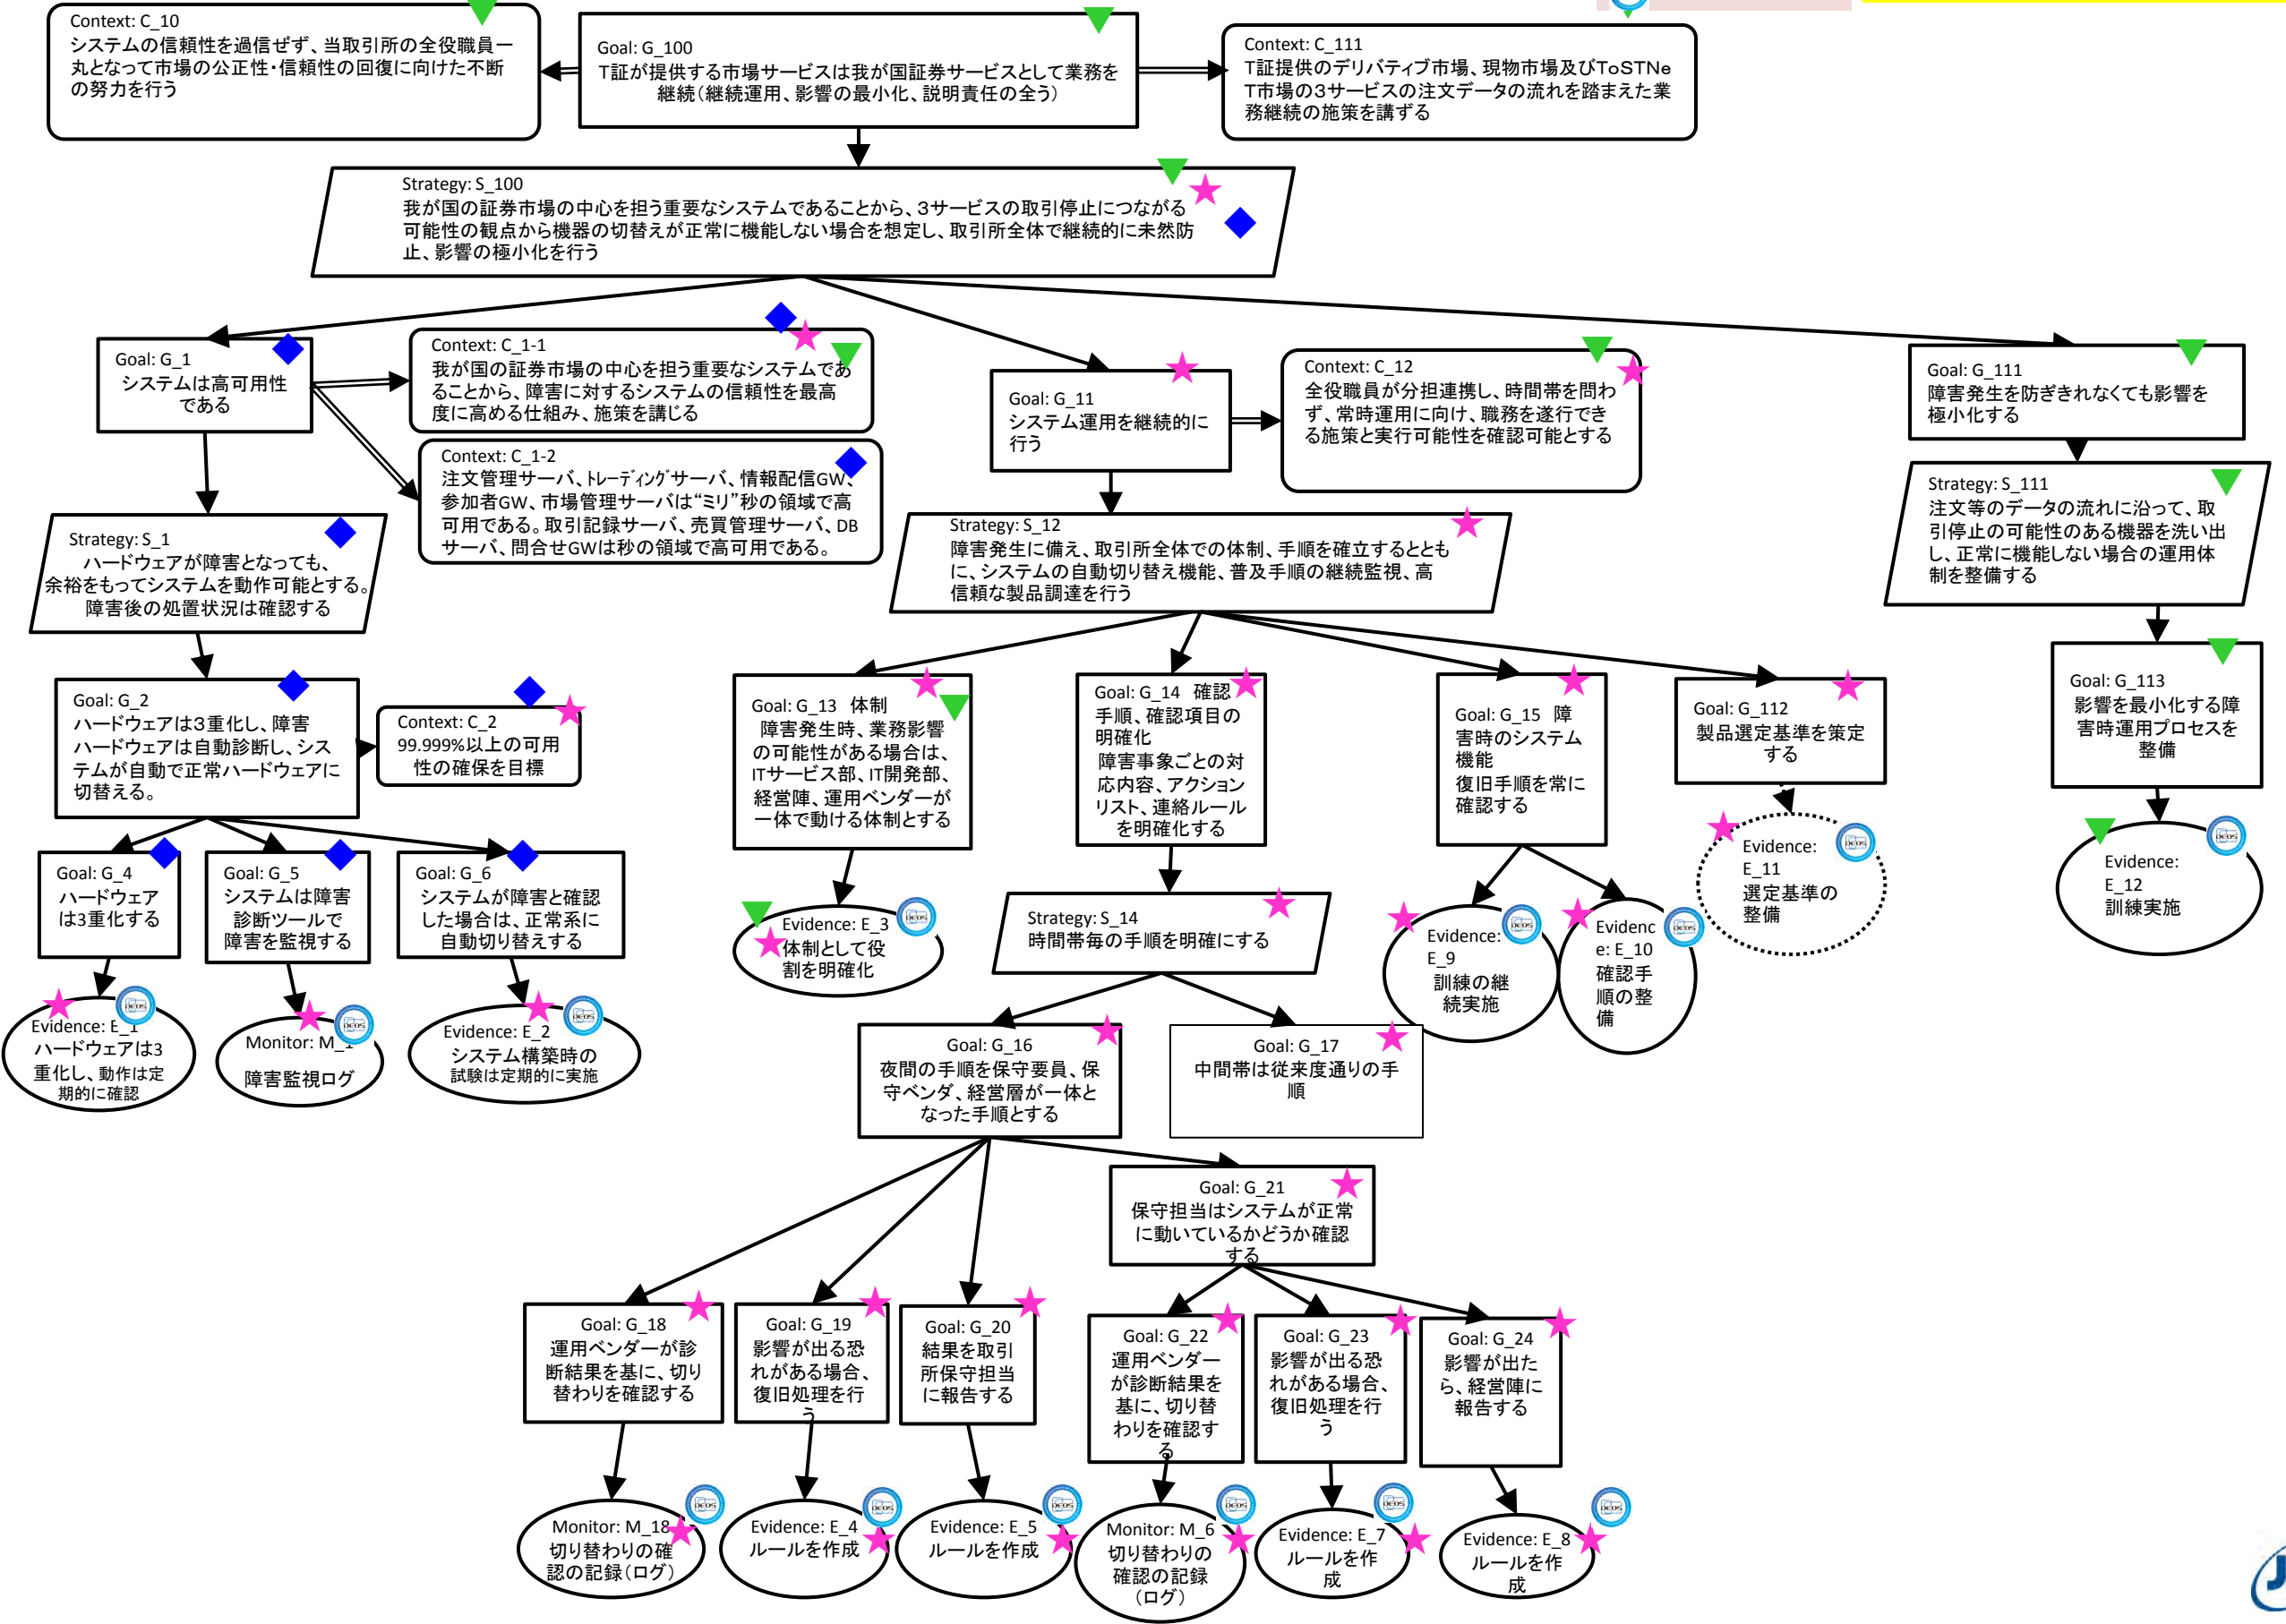 Context: C_10
システムの信頼性を過信ぜず、当取引所の全役職員一
丸となって市場の公正性・信頼性の回復に向けた不断
の努力を行う
Goal: G_100
T証が提供する市場サービスは我が国証券サービスとして業務を
継続(継続運用、影響の最小化、説明責任の全う)
Context: C_111
T証提供のデリバティブ市場、現物市場及びToSTNe
T市場の3サービスの注文データの流れを踏まえた業
務継続の施策を講ずる
Strategy: S_100
我が国の証券市場の中心を担う重要なシステムであることから、3サービスの取引停止につながる
可能性の観点から機器の切替えが正常に機能しない場合を想定し、取引所全体で継続的に未然防
止、影響の極小化を行う
Goal: G_1
システムは高可用性
である
Context: C_1-1
我が国の証券市場の中心を担う重要なシステムであ
ることから、障害に対するシステムの信頼性を最高
度に高める仕組み、施策を講じる
Context: C_1-2
注文管理サーバ、トレーディングサーバ、情報配信GW、
参加者GW、市場管理サーバは“ミリ”秒の領域で高
可用である。取引記録サーバ、売買管理サーバ、DB
サーバ、問合せGWは秒の領域で高可用である。
Goal: G_11
システム運用を継続的に
行う
Context: C_12
全役職員が分担連携し、時間帯を問わ
ず、常時運用に向け、職務を遂行でき
る施策と実行可能性を確認可能とする
Goal: G_111
障害発生を防ぎきれなくても影響を
極小化する
Strategy: S_1
ハードウェアが障害となっても、
余裕をもってシステムを動作可能とする。
障害後の処置状況は確認する
Strategy: S_12
障害発生に備え、取引所全体での体制、手順を確立するととも
に、システムの自動切り替え機能、普及手順の継続監視、高
信頼な製品調達を行う
Strategy: S_111
注文等のデータの流れに沿って、取
引停止の可能性のある機器を洗い出
し、正常に機能しない場合の運用体
制を整備する
Goal: G_2
ハードウェアは3重化し、障害
ハードウェアは自動診断し、シス
テムが自動で正常ハードウェアに
切替える。
Context: C_2
99.999%以上の可用
性の確保を目標
Goal: G_13 体制
障害発生時、業務影響
の可能性がある場合は、
ITサービス部、IT開発部、
経営陣、運用ベンダーが
一体で動ける体制とする
Goal: G_14 確認
手順、確認項目の
明確化
障害事象ごとの対
応内容、アクション
リスト、連絡ルール
を明確化する
Goal: G_15 障
害時のシステム
機能
復旧手順を常に
確認する
Goal: G_112
製品選定基準を策定
する
Goal: G_113
影響を最小化する障
害時運用プロセスを
整備
Goal: G_4
ハードウェア
は3重化する
Goal: G_5
システムは障害
診断ツールで
障害を監視する
Goal: G_6
システムが障害と確認
した場合は、正常系に
自動切り替えする
Evidence: E_3
体制として役
割を明確化
Strategy: S_14
時間帯毎の手順を明確にする
Evidence:
E_9
訓練の継
続実施
Evidenc
e: E_10
確認手
順の整
備
Evidence:
E_11
選定基準の
整備
Evidence:
E_12
訓練実施
Evidence: E_1
ハードウェアは3
重化し、動作は定
期的に確認
Monitor: M_1
障害監視ログ
Evidence: E_2
システム構築時の
試験は定期的に実施
Goal: G_16
夜間の手順を保守要員、保
守ベンダ、経営層が一体と
なった手順とする
Goal: G_17
中間帯は従来度通りの手
順
Goal: G_21
保守担当はシステムが正常
に動いているかどうか確認
する
Goal: G_18
運用ベンダーが診
断結果を基に、切り
替わりを確認する
Goal: G_19
影響が出る恐
れがある場合、
復旧処理を行
う
Goal: G_20
結果を取引
所保守担当
に報告する
Goal: G_22
運用ベンダー
が診断結果を
基に、切り替
わりを確認す
る
Goal: G_23
影響が出る恐
れがある場合、
復旧処理を行
う
Goal: G_24
影響が出た
ら、経営陣に
報告する
Monitor: M_18
切り替わりの確
認の記録(ログ)
Evidence: E_4
ルールを作成
Evidence: E_5
ルールを作成
Monitor: M_6
切り替わりの
確認の記録
(ログ)
Evidence: E_7
ルールを作
成
Evidence: E_8
ルールを作
成
DEOS
DEOS
DEOS
DEOS
DEOS
DEOS
DEOS
DEOS
DEOS
DEOS
DEOS
DEOS
DEOS
DEOS